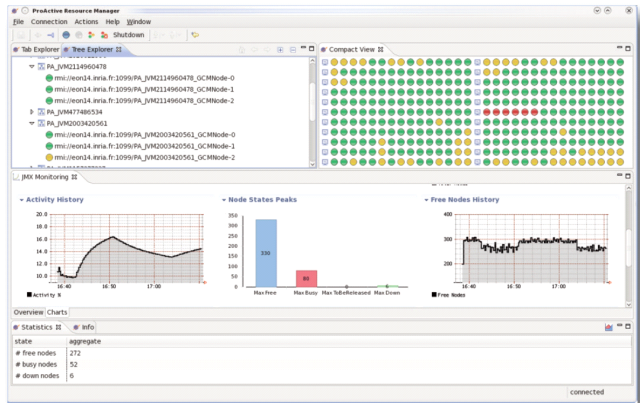 ProActive Resource Manager
File Connection Actions Help Window
Shutdown
Tab Explorer Tree Explorer
Compact View
PA_JVM2114960478
rmi://eon14.inria.fr:1099/PA_JVM2114960478_GCMNode-0
rmi://eon14.inria.fr:1099/PA_JVM2114960478_GCMNode-1
rmi://eon14.inria.fr:1099/PA_JVM2114960478_GCMNode-2
PA_JVM477486534
PA_JVM2003420561
rmi://eon14.inria.fr:1099/PA_JVM2003420561_GCMNode-0
rmi://eon14.inria.fr:1099/PA_JVM2003420561_GCMNode-1
rmi://eon14.inria.fr:1099/PA_JVM2003420561_GCMNode-2
JMX Monitoring
Activity History
20.0
18.0
16.0
14.0
12.0
10.0
16:40 16:50 17:00
Activity %
Node States Peaks
350
300
250
200
150
100
50
0
330
80
0
6
Max Free Max Busy Max ToBeReleased Max Down
Free Nodes History
400
300
200
16:40 16:50 17:00
Free Nodes
Overview Charts
Statistics Info
state aggregate
# free nodes 272
# busy nodes 52
# down nodes 6
connected